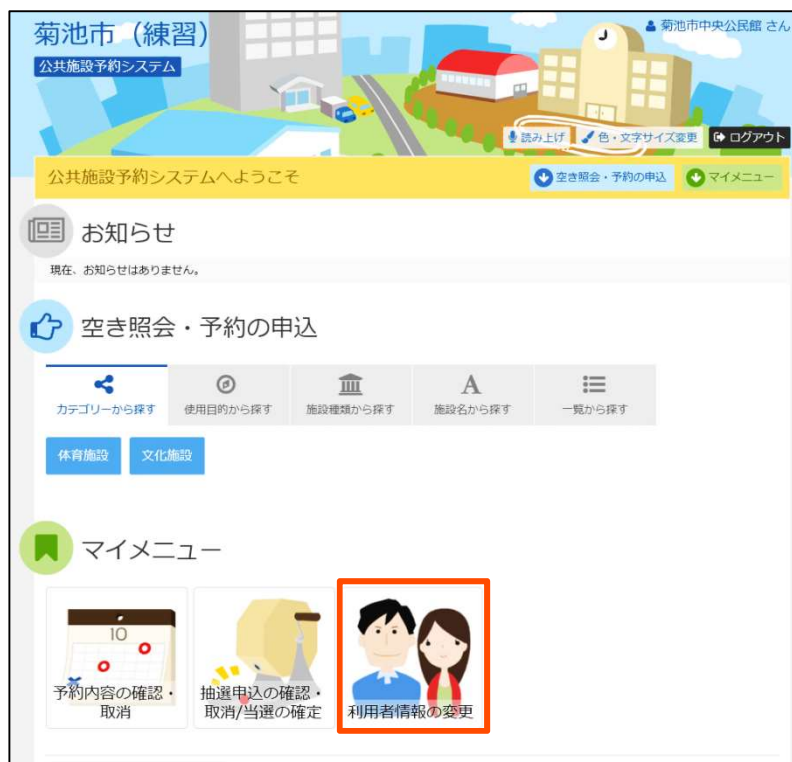 菊池市（練習）
公共施設予約システム
菊池市中央公民館 さん
読み上げ
色・文字サイズ変更
ログアウト
公共施設予約システムへようこそ
空き照会・予約の申込
マイメニュー
お知らせ
現在、お知らせはありません。
空き照会・予約の申込
カテゴリーから探す
使用目的から探す
施設種類から探す
A
施設名から探す
一覧から探す
体育施設
文化施設
マイメニュー
10
予約内容の確認・
取消
抽選申込の確認・
取消/当選の確定
利用者情報の変更